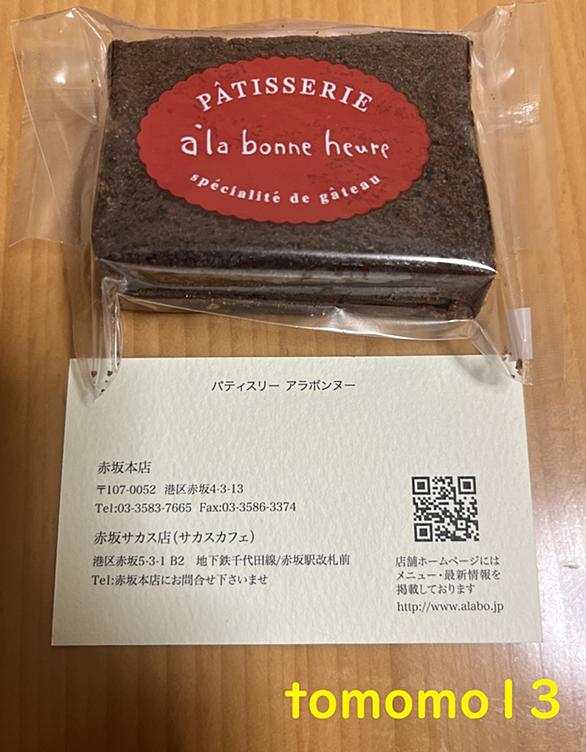 PÂTISSERIE
à la bonne heure
spécialité de gâteau
パティスリー アラボンヌー
赤坂本店
〒107-0052 港区赤坂4-3-13
Tel:03-3583-7665 Fax:03-3586-3374
赤坂サカス店(サカスカフェ)
港区赤坂5-3-1 B2 地下鉄千代田線/赤坂駅改札前
Tel:赤坂本店にお問合せ下さいませ
店舗ホームページには
メニュー・最新情報を
掲載しております
http://www.alabo.jp
tomomo13